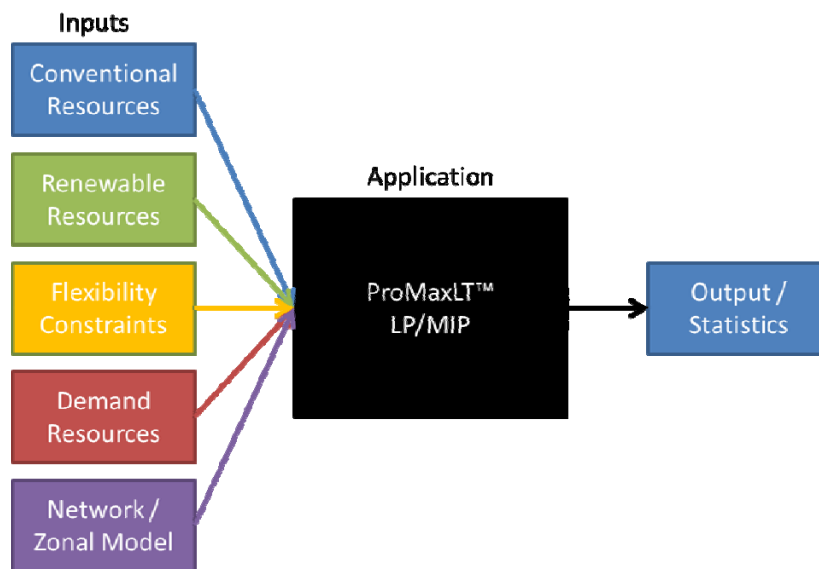 Inputs
Conventional
Resources
Renewable
Resources
Flexibility
Constraints
Demand
Resources
Network /
Zonal Model
Application
ProMaxLT™
LP/MIP
Output /
Statistics